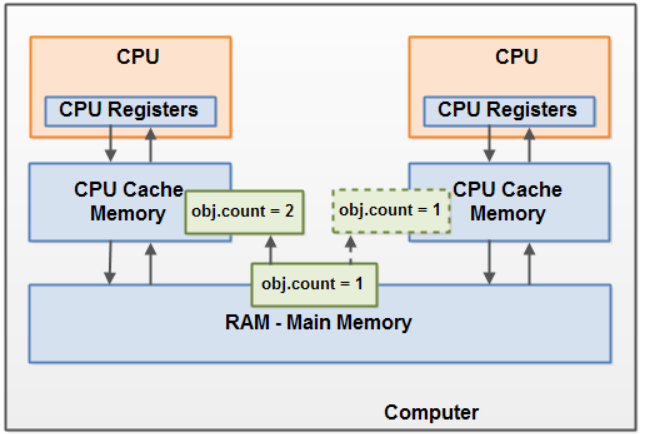 CPU
CPU
CPU Registers
CPU Registers
CPU Cache
Memory
obj.count = 2
obj.count = 1
CPU Cache
Memory
obj.count = 1
RAM - Main Memory
Computer